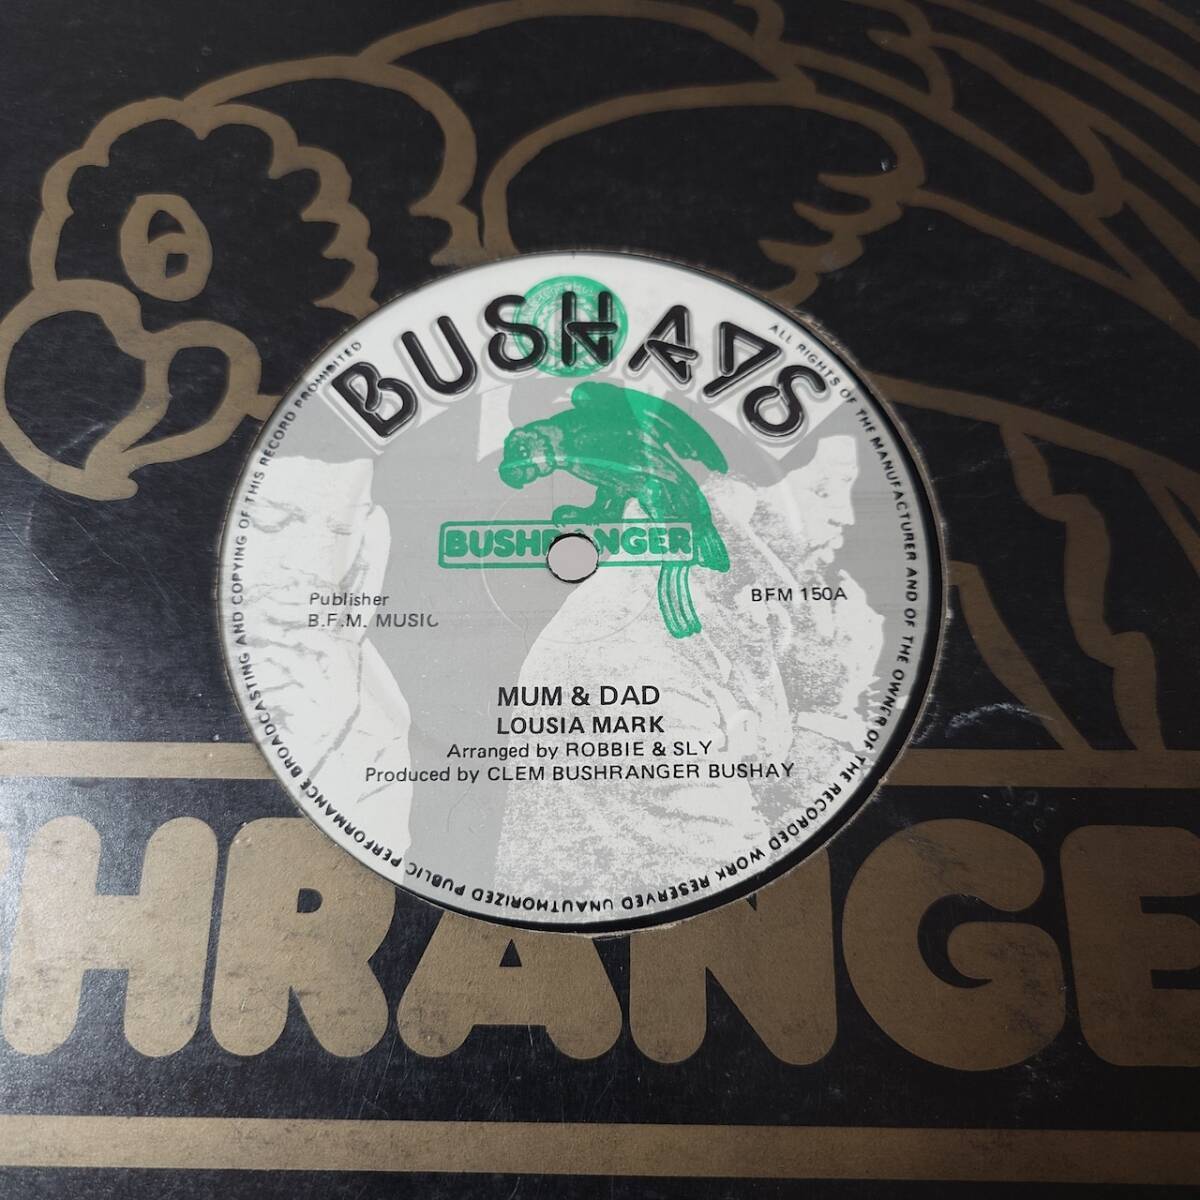 BUSHAYS
BUSHRANGER
Publisher
B.F.M. MUSIC
BFM 150A
MUM & DAD
LOUSIA MARK
Arranged by ROBBIE & SLY
Produced by CLEM BUSHRANGER BUSHAY
ALL RIGHTS OF THE MANUFACTURER AND OF THE OWNER OF THE RECORDED WORK RESERVED UNAUTHORIZED PUBLIC PERFORMANCE BROADCASTING AND COPYING OF THIS RECORD PROHIBITED
HRANGE